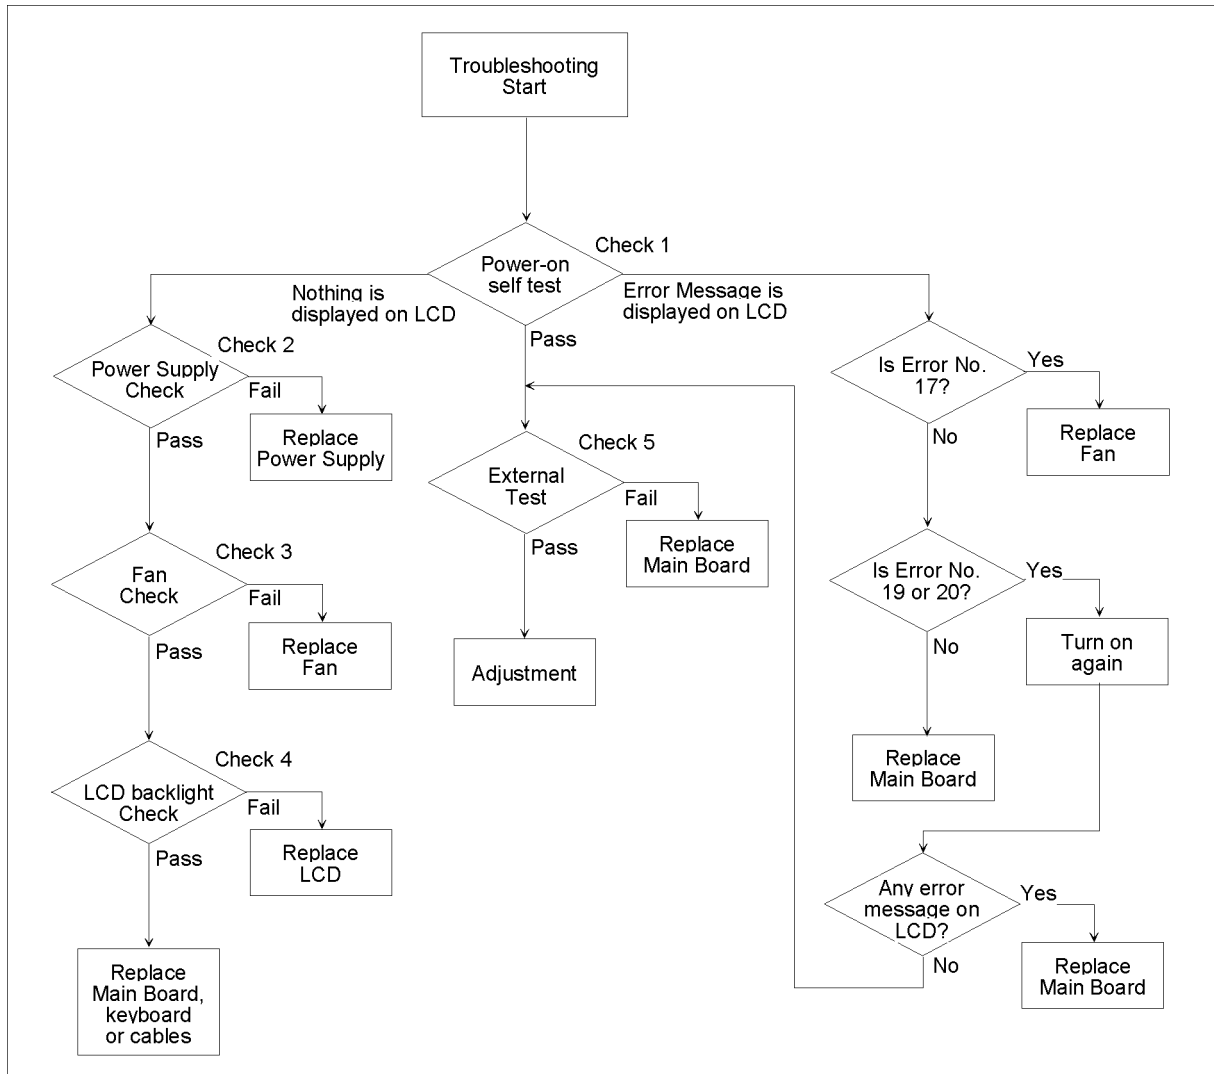 Troubleshooting
Start
Check 1
Power-on
self test
Nothing is
displayed on LCD
Error Message is
displayed on LCD
Pass
Check 2
Power Supply
Check
Fail
Replace
Power Supply
Pass
Check 3
Fan
Check
Fail
Replace
Fan
Pass
Check 4
LCD backlight
Check
Fail
Replace
LCD
Pass
Replace
Main Board,
keyboard
or cables
Check 5
External
Test
Fail
Replace
Main Board
Pass
Adjustment
Is Error No.
17?
Yes
Replace
Fan
No
Is Error No.
19 or 20?
Yes
Turn on
again
No
Replace
Main Board
Any error
message on
LCD?
Yes
Replace
Main Board
No